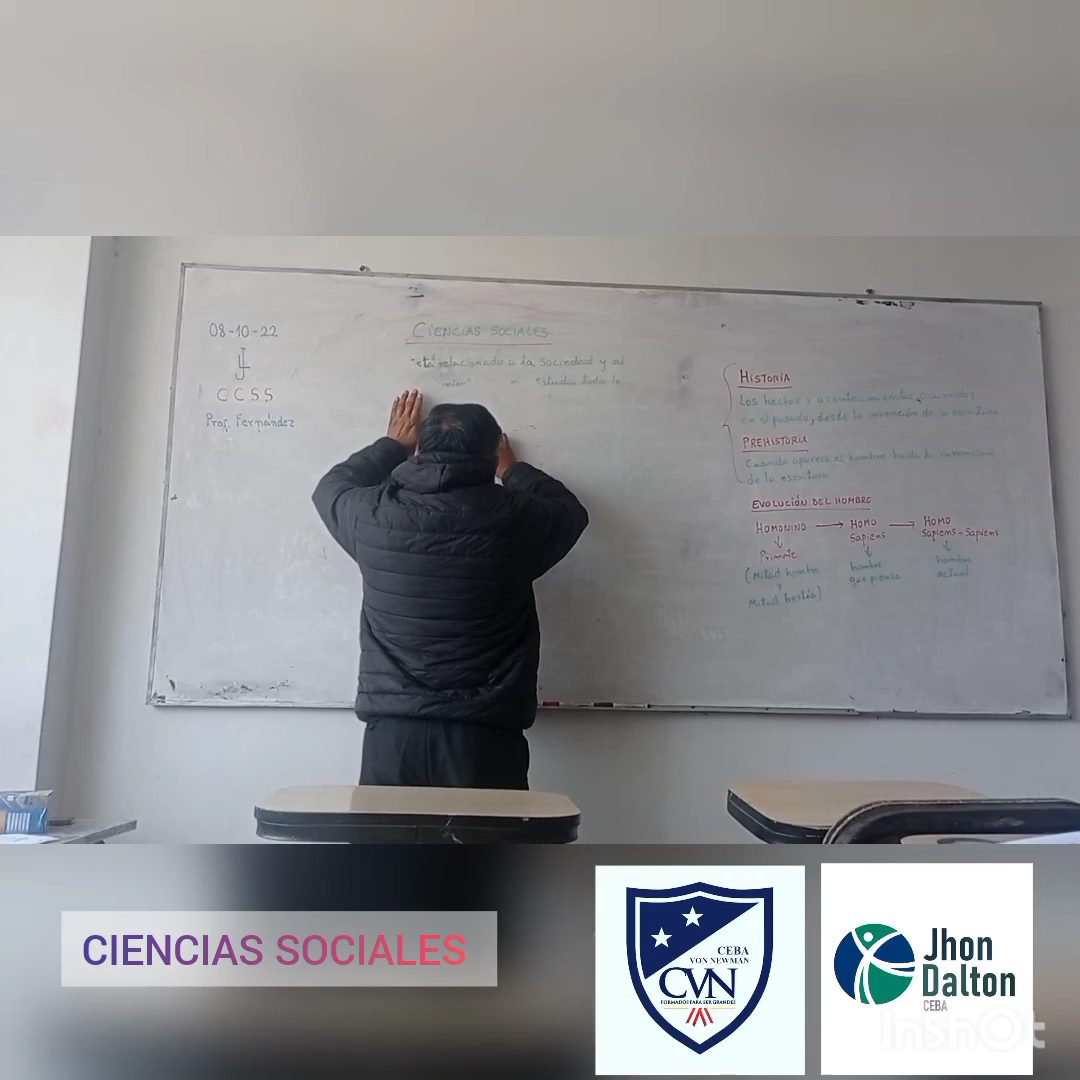 08-10-22
CCSS
Prof. Fernández
CIENCIAS SOCIALES
relacionado a la sociedad y al
Estudia todo lo
HISTORIA
Los hechos y acontecimientos ocurridos
en el pasado, desde la invención de la escritura
PREHISTORIA
Cuando aparece el hombre hasta la invención
de la escritura
EVOLUCIÓN DEL HOMBRE
HOMONINO → HOMO → HOMO
Sapiens Sapiens-Sapiens
Primate hombre hombre
(Mitad hombre que piensa actual
y
Mitad bestia)
CIENCIAS SOCIALES
CEBA
VON NEWMAN
CVN
FORMADOS PARA SER GRANDES
Jhon
Dalton
CEBA
InshOt